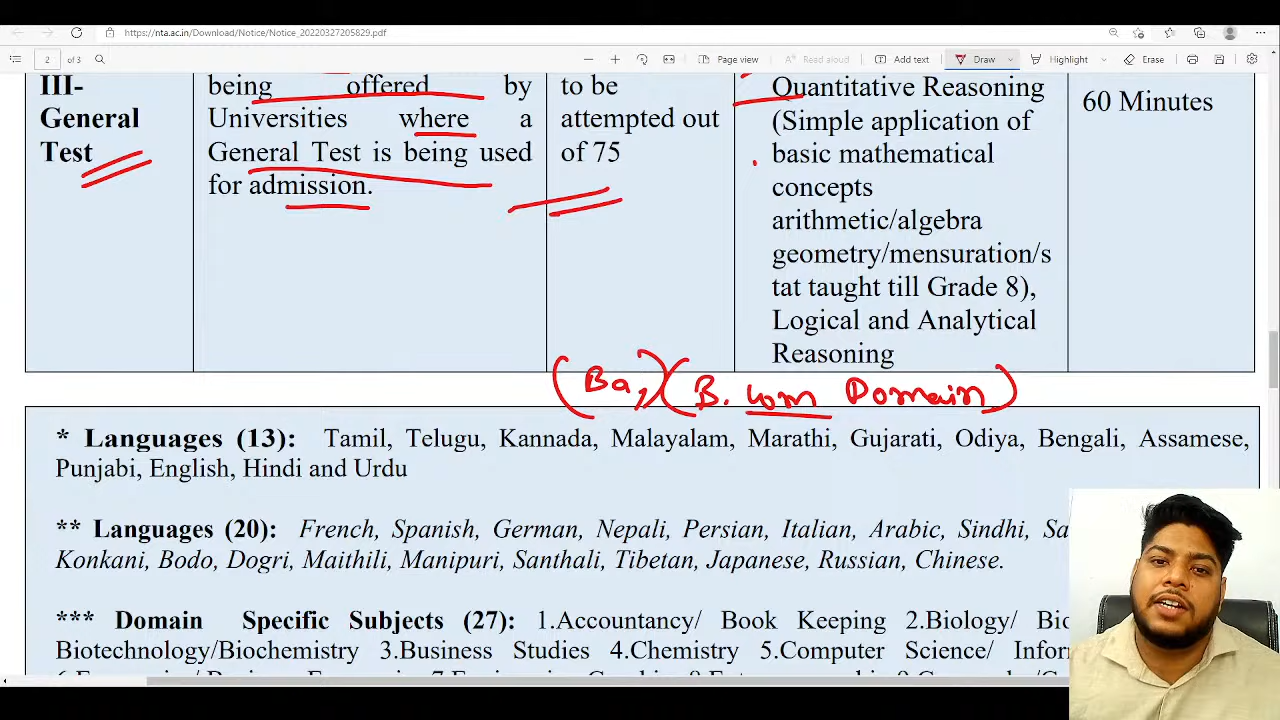 https://nta.ac.in/Download/Notice/Notice_20220327205829.pdf
2 of 3 Page view Read aloud Add text Draw Highlight Erase
III- being offered by to be Quantitative Reasoning
General Universities where a attempted out (Simple application of 60 Minutes
Test General Test is being used of 75 basic mathematical
for admission. concepts
arithmetic/algebra
geometry/mensuration/s
tat taught till Grade 8),
Logical and Analytical
Reasoning
(Ba,) (B. Com Domain)
* Languages (13): Tamil, Telugu, Kannada, Malayalam, Marathi, Gujarati, Odiya, Bengali, Assamese,
Punjabi, English, Hindi and Urdu
** Languages (20): French, Spanish, German, Nepali, Persian, Italian, Arabic, Sindhi, Sa
Konkani, Bodo, Dogri, Maithili, Manipuri, Santhali, Tibetan, Japanese, Russian, Chinese.
*** Domain Specific Subjects (27): 1.Accountancy/ Book Keeping 2.Biology/ Bio
Biotechnology/Biochemistry 3.Business Studies 4.Chemistry 5.Computer Science/ Inform